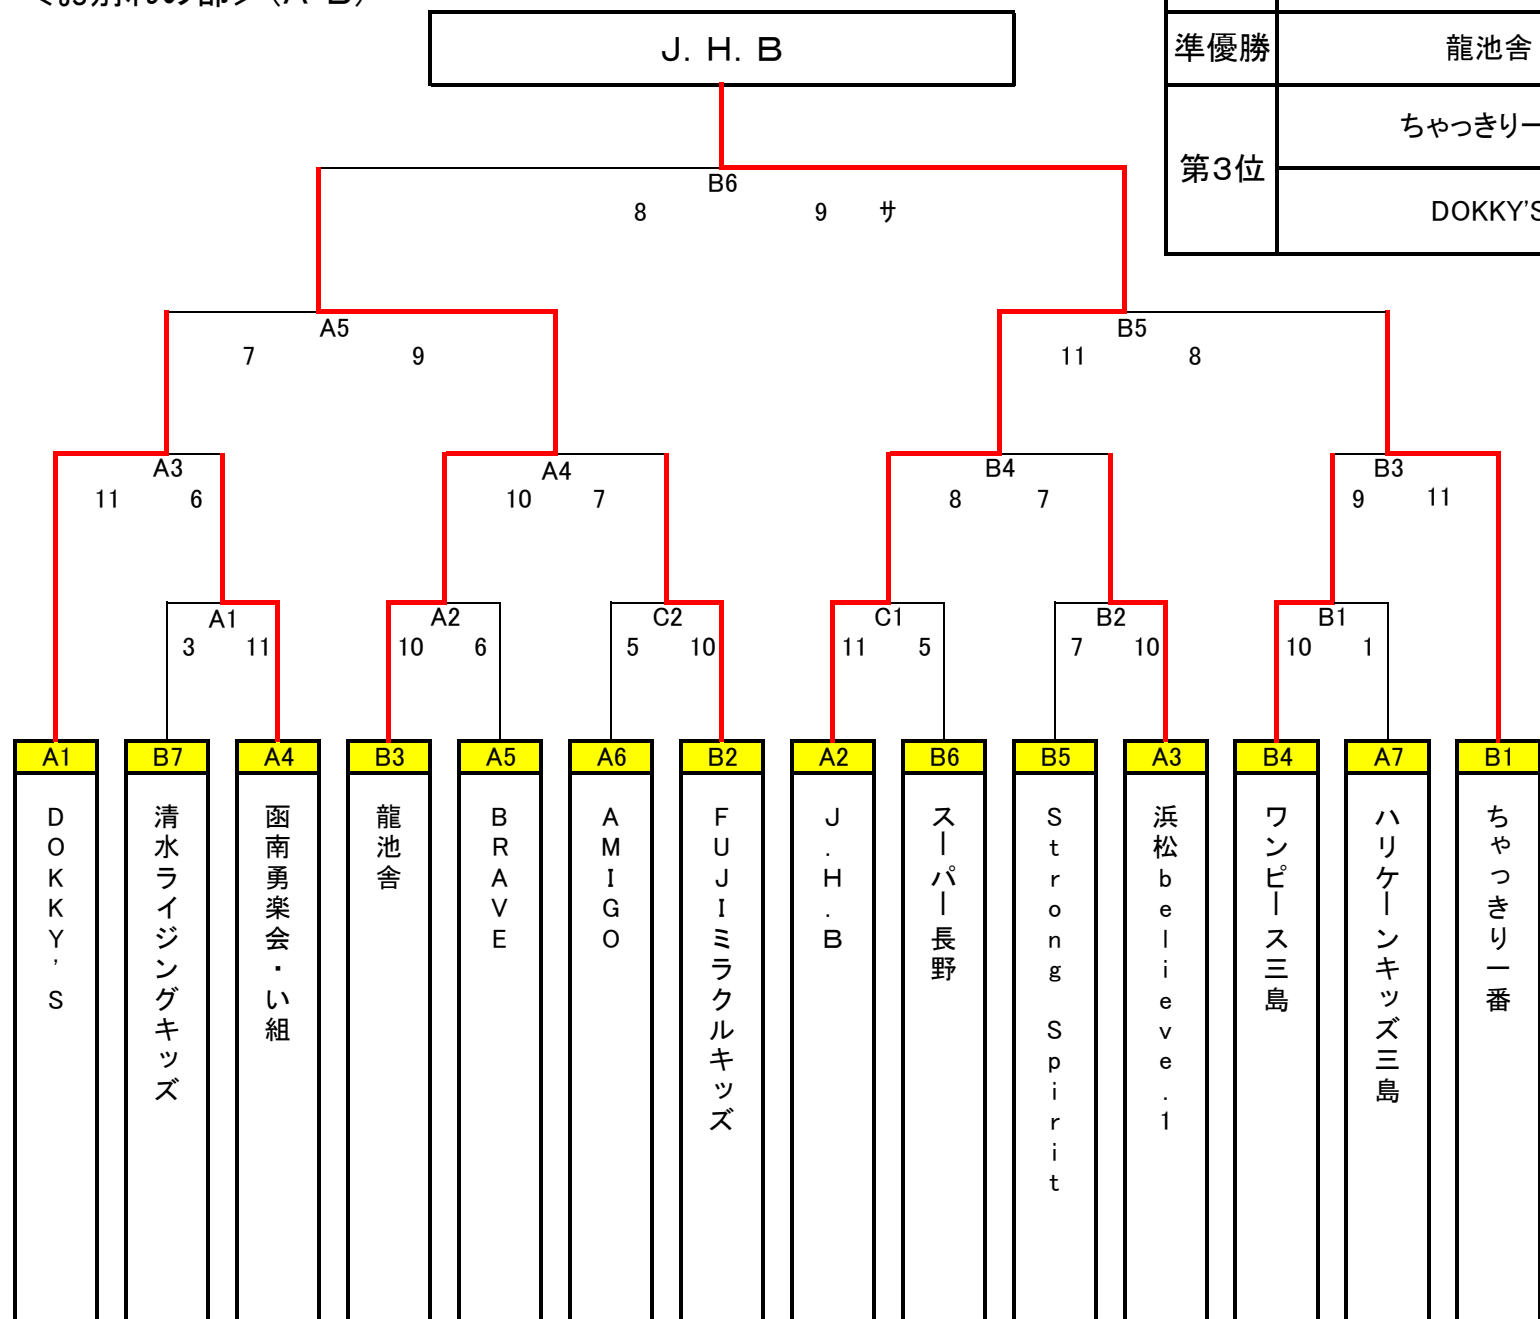 J. H. B
準優勝
龍池舎
第3位
ちゃっきり一
DOKKY'S
B6
8 9 サ
A5
7 9
B5
11 8
A3
11 6
A4
10 7
B4
8 7
B3
9 11
A1
3 11
A2
10 6
C2
5 10
C1
11 5
B2
7 10
B1
10 1
A1
DOKKY'S
B7
清水ライジングキッズ
A4
函南勇楽会・い組
B3
龍池舎
A5
BRAVE
A6
AMIGO
B2
FUJIミラクルキッズ
A2
J.H.B
B6
スーパー長野
B5
Strong Spirit
A3
浜松believe.1
B4
ワンピース三島
A7
ハリケーンキッズ三島
B1
ちゃっきり一番